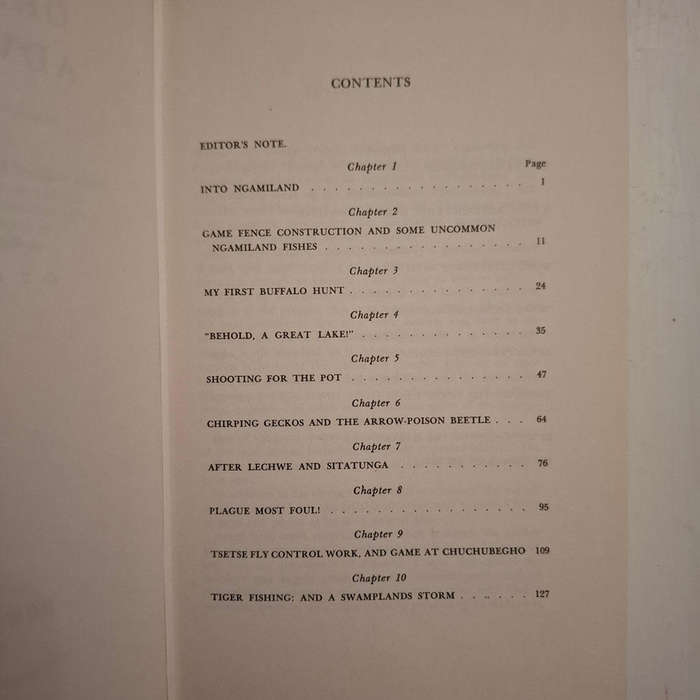 CONTENTS
EDITOR'S NOTE.
Chapter 1 Page
INTO NGAMILAND . . . . . . . . . . . . . . . . . . 1
Chapter 2
GAME FENCE CONSTRUCTION AND SOME UNCOMMON
NGAMILAND FISHES . . . . . . . . . . . . . . . . . 11
Chapter 3
MY FIRST BUFFALO HUNT . . . . . . . . . . . . . . . 24
Chapter 4
"BEHOLD, A GREAT LAKE!" . . . . . . . . . . . . . . 35
Chapter 5
SHOOTING FOR THE POT . . . . . . . . . . . . . . . 47
Chapter 6
CHIRPING GECKOS AND THE ARROW-POISON BEETLE . . . 64
Chapter 7
AFTER LECHWE AND SITATUNGA . . . . . . . . . . . 76
Chapter 8
PLAGUE MOST FOUL! . . . . . . . . . . . . . . . . . 95
Chapter 9
TSETSE FLY CONTROL WORK, AND GAME AT CHUCHUBEGHO 109
Chapter 10
TIGER FISHING: AND A SWAMPLANDS STORM . . . . . . . 127